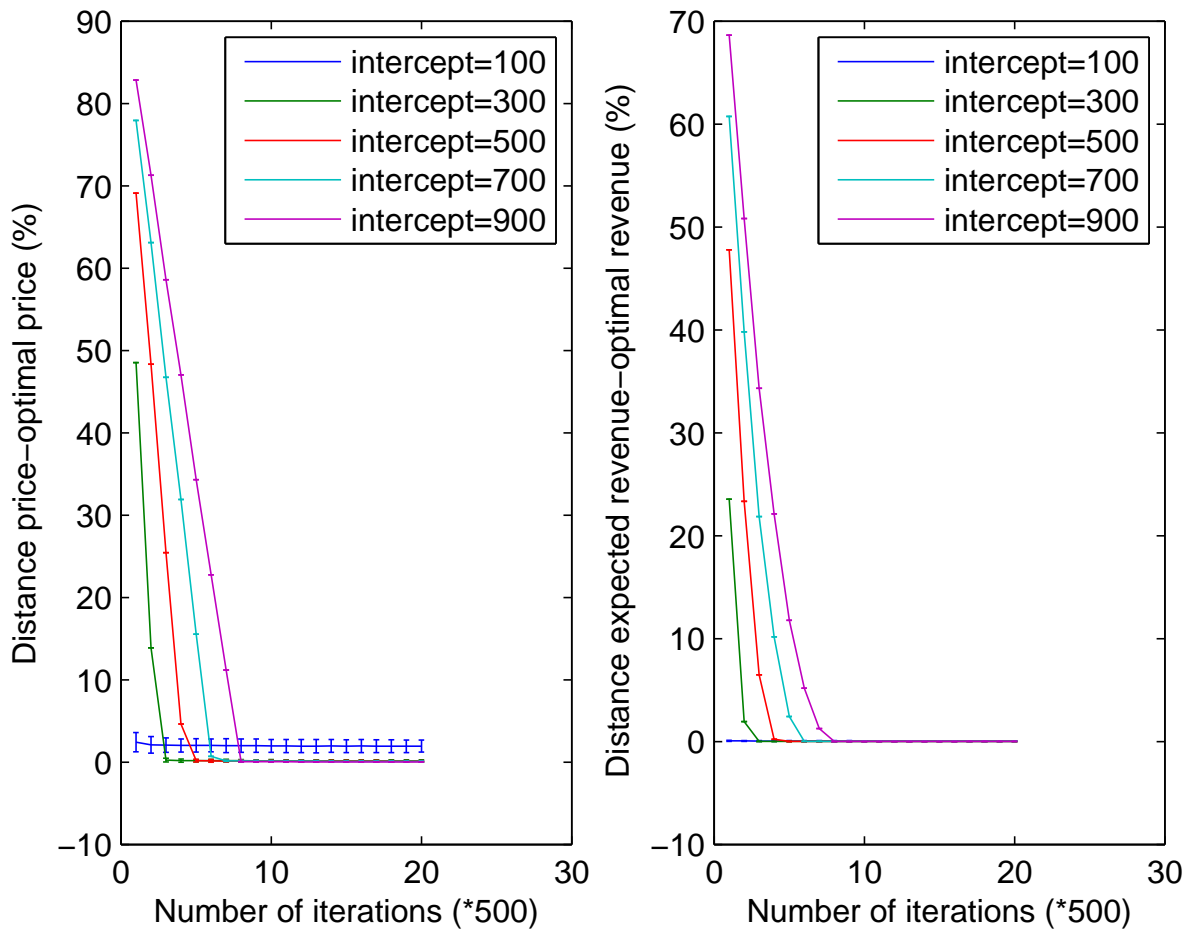 Distance price−optimal price (%)
90
80
70
60
50
40
30
20
10
0
−10
intercept=100
intercept=300
intercept=500
intercept=700
intercept=900
0
10
20
30
Number of iterations (*500)
Distance expected revenue−optimal revenue (%)
70
60
50
40
30
20
10
0
−10
intercept=100
intercept=300
intercept=500
intercept=700
intercept=900
0
10
20
30
Number of iterations (*500)